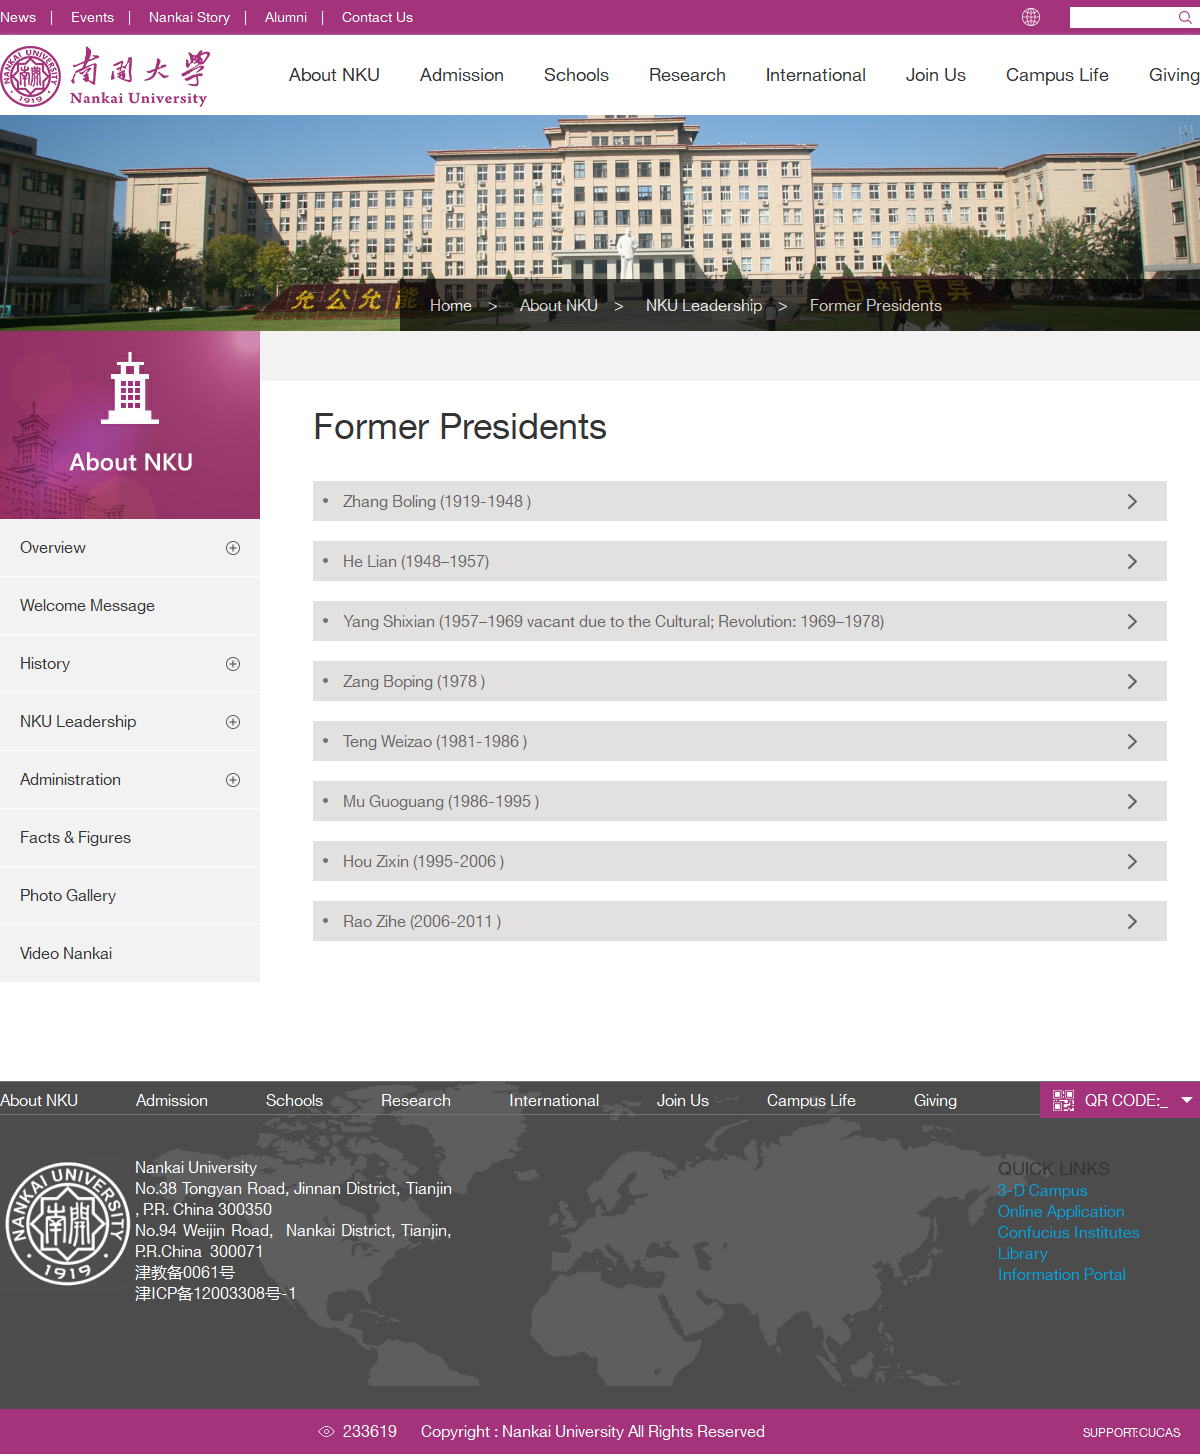 News | Events | Nankai Story | Alumni | Contact Us
NANKAI UNIVERSITY
1919
南開大學
Nankai University
About NKU Admission Schools Research International Join Us Campus Life Giving
允公允能
日新月异
Home > About NKU > NKU Leadership > Former Presidents
About NKU
Overview
Welcome Message
History
NKU Leadership
Administration
Facts & Figures
Photo Gallery
Video Nankai
Former Presidents
• Zhang Boling (1919-1948 )
• He Lian (1948–1957)
• Yang Shixian (1957–1969 vacant due to the Cultural; Revolution: 1969–1978)
• Zang Boping (1978 )
• Teng Weizao (1981-1986 )
• Mu Guoguang (1986-1995 )
• Hou Zixin (1995-2006 )
• Rao Zihe (2006-2011 )
About NKU Admission Schools Research International Join Us Campus Life Giving
QR CODE:_
NANKAI UNIVERSITY
南開
1919
Nankai University
No.38 Tongyan Road, Jinnan District, Tianjin
, P.R. China 300350
No.94 Weijin Road, Nankai District, Tianjin,
P.R.China 300071
津教备0061号
津ICP备12003308号-1
QUICK LINKS
3-D Campus
Online Application
Confucius Institutes
Library
Information Portal
233619 Copyright : Nankai University All Rights Reserved
SUPPORT:CUCAS